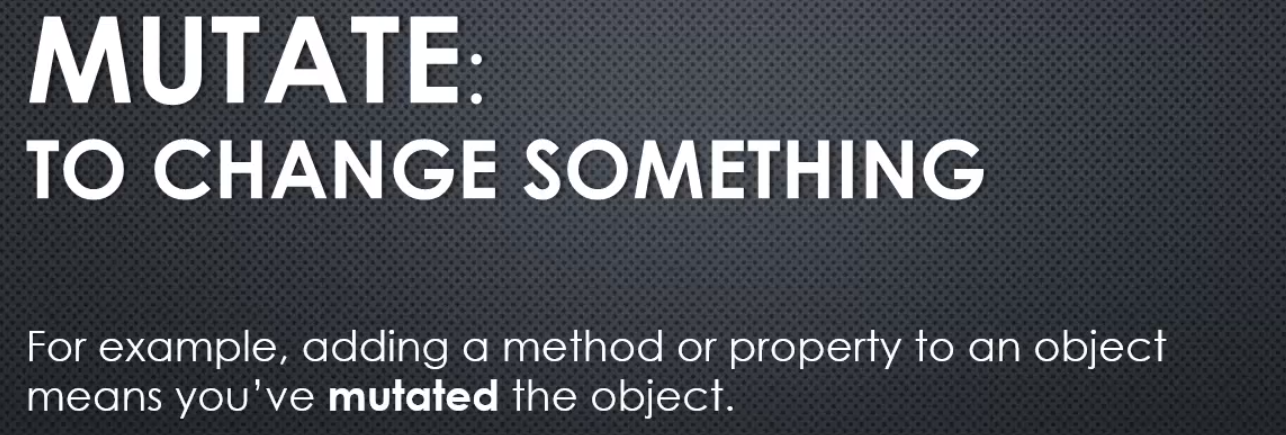 MUTATE:
TO CHANGE SOMETHING
For example, adding a method or property to an object
means you’ve mutated the object.